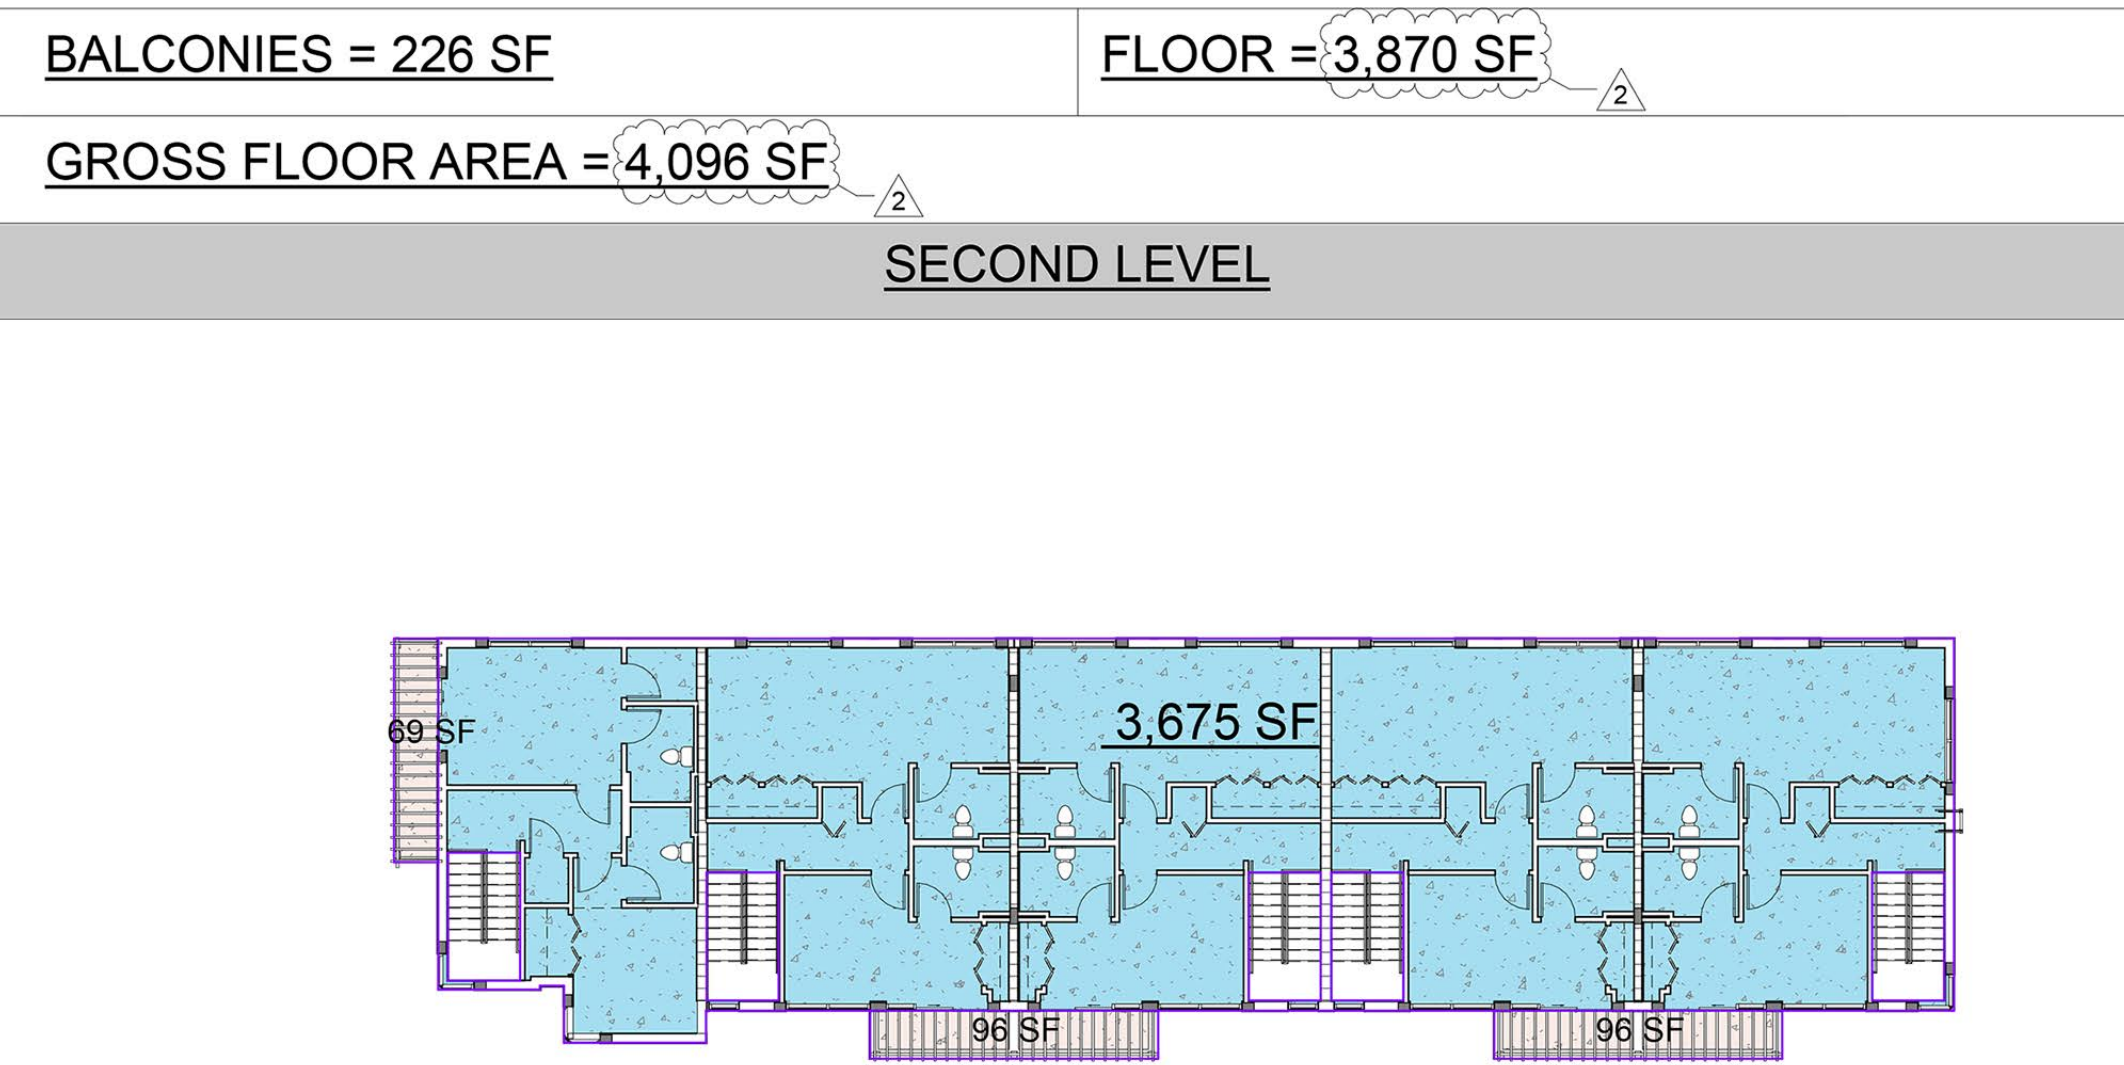 BALCONIES = 226 SF
FLOOR = 3,870 SF
2
GROSS FLOOR AREA = 4,096 SF
2
SECOND LEVEL
69 SF
3,675 SF
96 SF
96 SF